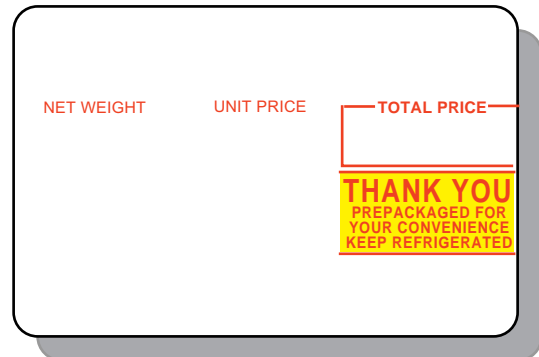 NET WEIGHT UNIT PRICE TOTAL PRICE
THANK YOU
PREPACKAGED FOR
YOUR CONVENIENCE
KEEP REFRIGERATED